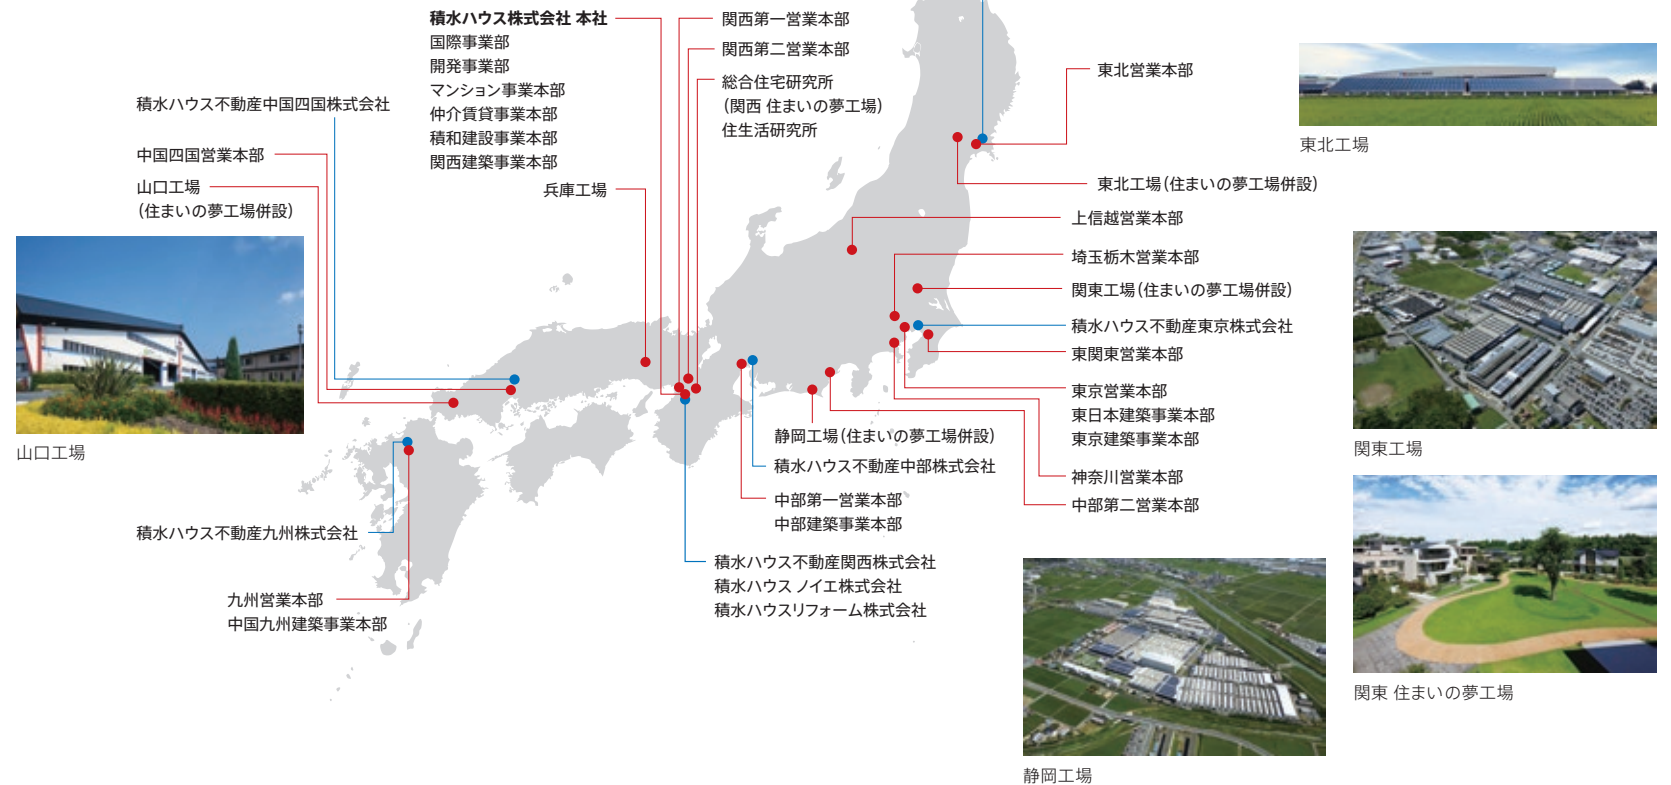 積水ハウス株式会社 本社
国際事業部
開発事業部
マンション事業本部
仲介賃貸事業本部
積和建設事業本部
関西建築事業本部
兵庫工場
関西第一営業本部
関西第二営業本部
総合住宅研究所
(関西 住まいの夢工場)
住生活研究所
積水ハウス不動産中国四国株式会社
中国四国営業本部
山口工場
(住まいの夢工場併設)
山口工場
積水ハウス不動産九州株式会社
九州営業本部
中国九州建築事業本部
東北営業本部
東北工場(住まいの夢工場併設)
上信越営業本部
埼玉栃木営業本部
関東工場(住まいの夢工場併設)
積水ハウス不動産東京株式会社
東関東営業本部
東京営業本部
東日本建築事業本部
東京建築事業本部
神奈川営業本部
中部第二営業本部
静岡工場(住まいの夢工場併設)
積水ハウス不動産中部株式会社
中部第一営業本部
中部建築事業本部
積水ハウス不動産関西株式会社
積水ハウス ノイエ株式会社
積水ハウスリフォーム株式会社
東北工場
関東工場
関東 住まいの夢工場
静岡工場